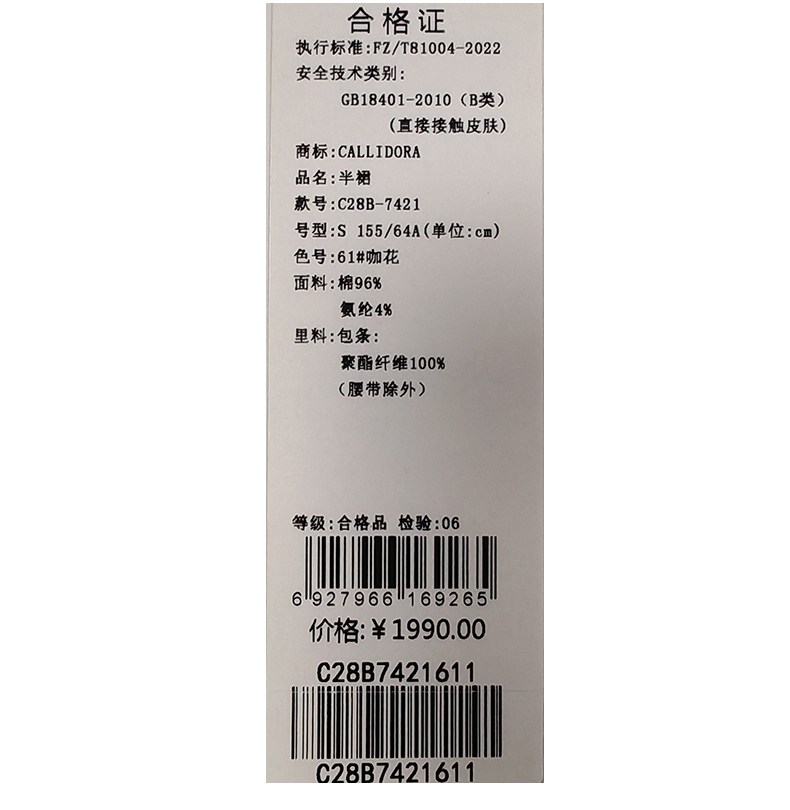 合格证
执行标准:FZ/T81004-2022
安全技术类别:
GB18401-2010（B类）
(直接接触皮肤)
商标:CALLIDORA
品名:半裙
款号:C28B-7421
号型:S 155/64A(单位:cm)
色号:61#咖花
面料:棉96%
氨纶4%
里料:包条:
聚酯纤维100%
（腰带除外）
等级:合格品 检验:06
6 927966 169265
价格:￥1990.00
C28B7421611
C28B7421611